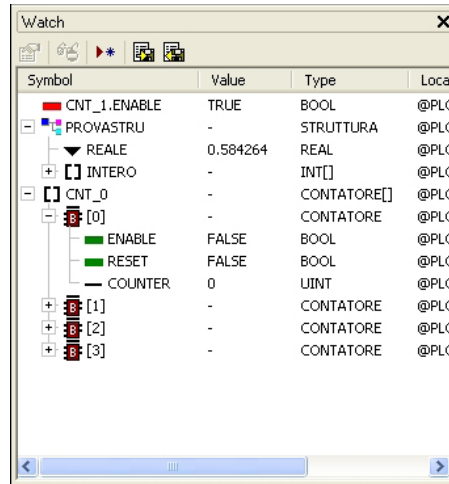 Watch
Symbol Value Type Loca
CNT_1.ENABLE TRUE BOOL @PLC
PROVASTRU - STRUTTURA @PLC
REALE 0.584264 REAL @PLC
INTERO - INT[] @PLC
CNT_0 - CONTATORE[] @PLC
[0] - CONTATORE @PLC
ENABLE FALSE BOOL @PLC
RESET FALSE BOOL @PLC
COUNTER 0 UINT @PLC
[1] - CONTATORE @PLC
[2] - CONTATORE @PLC
[3] - CONTATORE @PLC